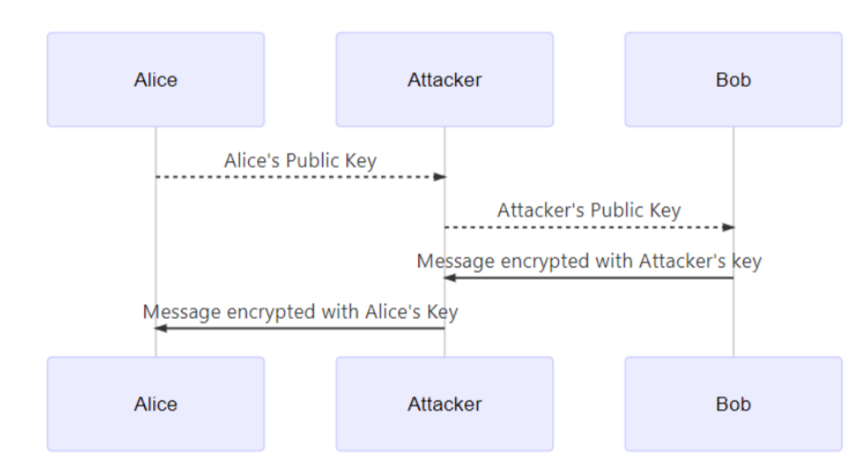 Alice
Attacker
Bob
Alice's Public Key
Attacker's Public Key
Message encrypted with Attacker's key
Message encrypted with Alice's Key
Alice
Attacker
Bob